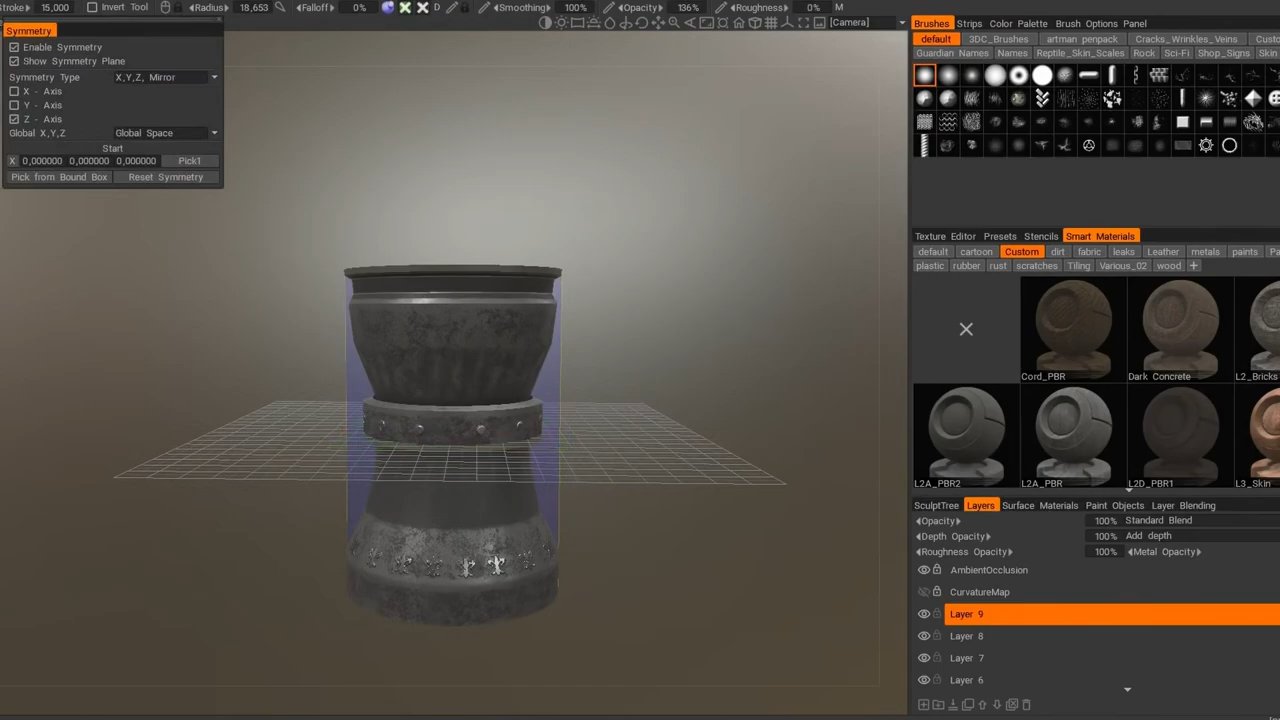 Stroke 15,000 Invert Tool Radius 18,653 Falloff 0% D Smoothing 100% Opacity 136% Roughness 0% M
[Camera]
Symmetry
Enable Symmetry
Show Symmetry Plane
Symmetry Type X,Y,Z, Mirror
X - Axis
Y - Axis
Z - Axis
Global X,Y,Z Global Space
Start
X 0,000000 0,000000 0,000000 Pick1
Pick from Bound Box Reset Symmetry
Brushes Strips Color Palette Brush Options Panel
default 3DC_Brushes artman penpack Cracks_Wrinkles_Veins
Guardian Names Names Reptile_Skin_Scales Rock Sci-Fi Shop_Signs Skin
Texture Editor Presets Stencils Smart Materials
default cartoon Custom dirt fabric leaks Leather metals paints
plastic rubber rust scratches Tiling Various_02 wood +
Cord_PBR Dark Concrete L2_Bricks
L2A_PBR2 L2A_PBR L2D_PBR1 L3_Skin
SculptTree Layers Surface Materials Paint Objects Layer Blending
Opacity 100% Standard Blend
Depth Opacity 100% Add depth
Roughness Opacity 100% Metal Opacity
AmbientOcclusion
CurvatureMap
Layer 9
Layer 8
Layer 7
Layer 6